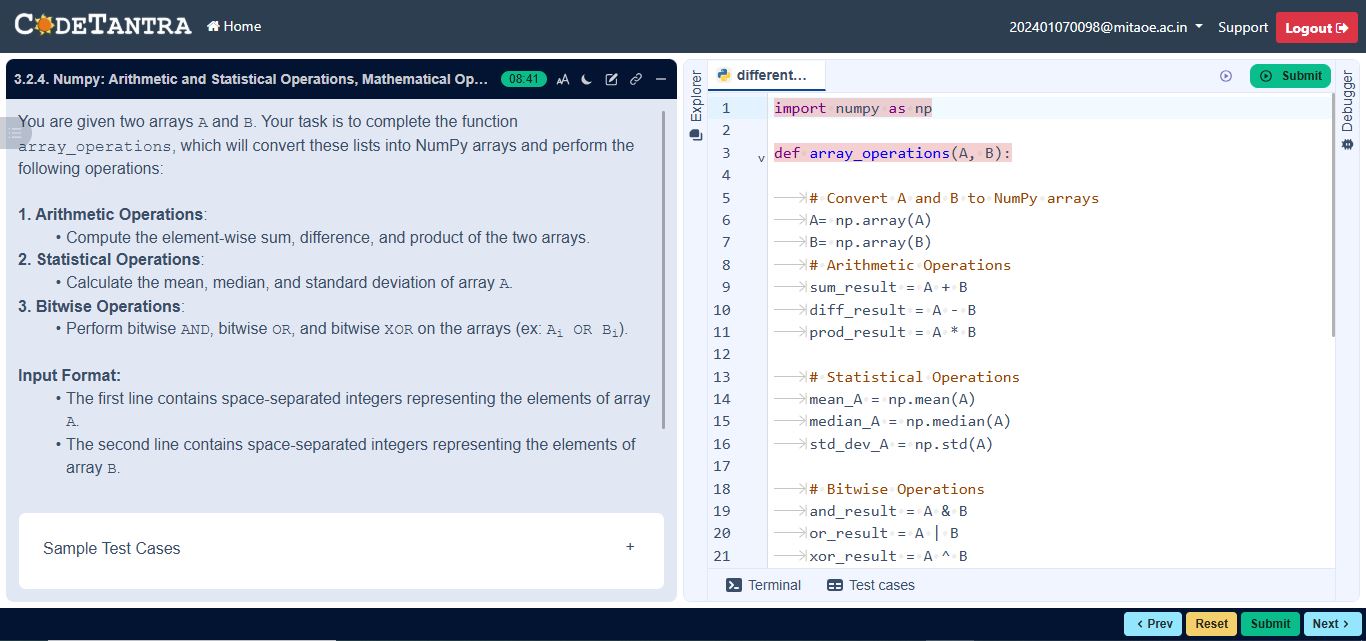 CODETANTRA
Home
202401070098@mitaoe.ac.in
Support
Logout
3.2.4. Numpy: Arithmetic and Statistical Operations, Mathematical Op...
08:41
AA
You are given two arrays A and B. Your task is to complete the function
array_operations, which will convert these lists into NumPy arrays and perform the
following operations:
1. Arithmetic Operations:
• Compute the element-wise sum, difference, and product of the two arrays.
2. Statistical Operations:
• Calculate the mean, median, and standard deviation of array A.
3. Bitwise Operations:
• Perform bitwise AND, bitwise OR, and bitwise XOR on the arrays (ex: Ai OR Bi).
Input Format:
• The first line contains space-separated integers representing the elements of array
A.
• The second line contains space-separated integers representing the elements of
array B.
Sample Test Cases
+
Explorer
different...
Submit
Debugger
1 import numpy as np
2
3 def array_operations(A, B):
4
5 # Convert A and B to NumPy arrays
6 A= np.array(A)
7 B= np.array(B)
8 # Arithmetic Operations
9 sum_result = A + B
10 diff_result = A - B
11 prod_result = A * B
12
13 # Statistical Operations
14 mean_A = np.mean(A)
15 median_A = np.median(A)
16 std_dev_A = np.std(A)
17
18 # Bitwise Operations
19 and_result = A & B
20 or_result = A | B
21 xor_result = A ^ B
Terminal
Test cases
< Prev
Reset
Submit
Next >